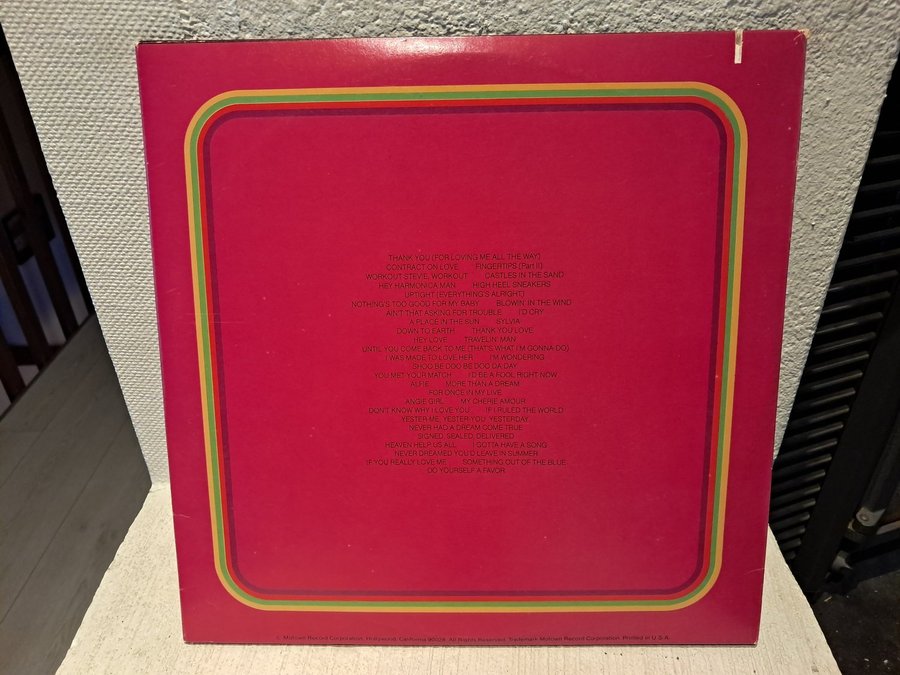 THANK YOU (FOR LOVING ME ALL THE WAY)
CONTRACT ON LOVE FINGERTIPS (Part II)
WORKOUT STEVIE, WORKOUT CASTLES IN THE SAND
HEY HARMONICA MAN HIGH HEEL SNEAKERS
UPTIGHT (EVERYTHING'S ALRIGHT)
NOTHING'S TOO GOOD FOR MY BABY BLOWIN' IN THE WIND
AIN'T THAT ASKING FOR TROUBLE I'D CRY
A PLACE IN THE SUN SYLVIA
DOWN TO EARTH THANK YOU LOVE
HEY LOVE TRAVELIN' MAN
UNTIL YOU COME BACK TO ME (THAT'S WHAT I'M GONNA DO)
I WAS MADE TO LOVE HER I'M WONDERING
SHOO BE DOO BE DOO DA DAY
YOU MET YOUR MATCH I'D BE A FOOL RIGHT NOW
ALFIE MORE THAN A DREAM
FOR ONCE IN MY LIVE
ANGIE GIRL MY CHERIE AMOUR
DON'T KNOW WHY I LOVE YOU IF I RULED THE WORLD
YESTER-ME, YESTER-YOU, YESTERDAY
NEVER HAD A DREAM COME TRUE
SIGNED, SEALED, DELIVERED
HEAVEN HELP US ALL I GOTTA HAVE A SONG
NEVER DREAMED YOU'D LEAVE IN SUMMER
IF YOU REALLY LOVE ME SOMETHING OUT OF THE BLUE
DO YOURSELF A FAVOR
© Motown Record Corporation, Hollywood, California 90028. All Rights Reserved. Trademark Motown Record Corporation. Printed in U.S.A.